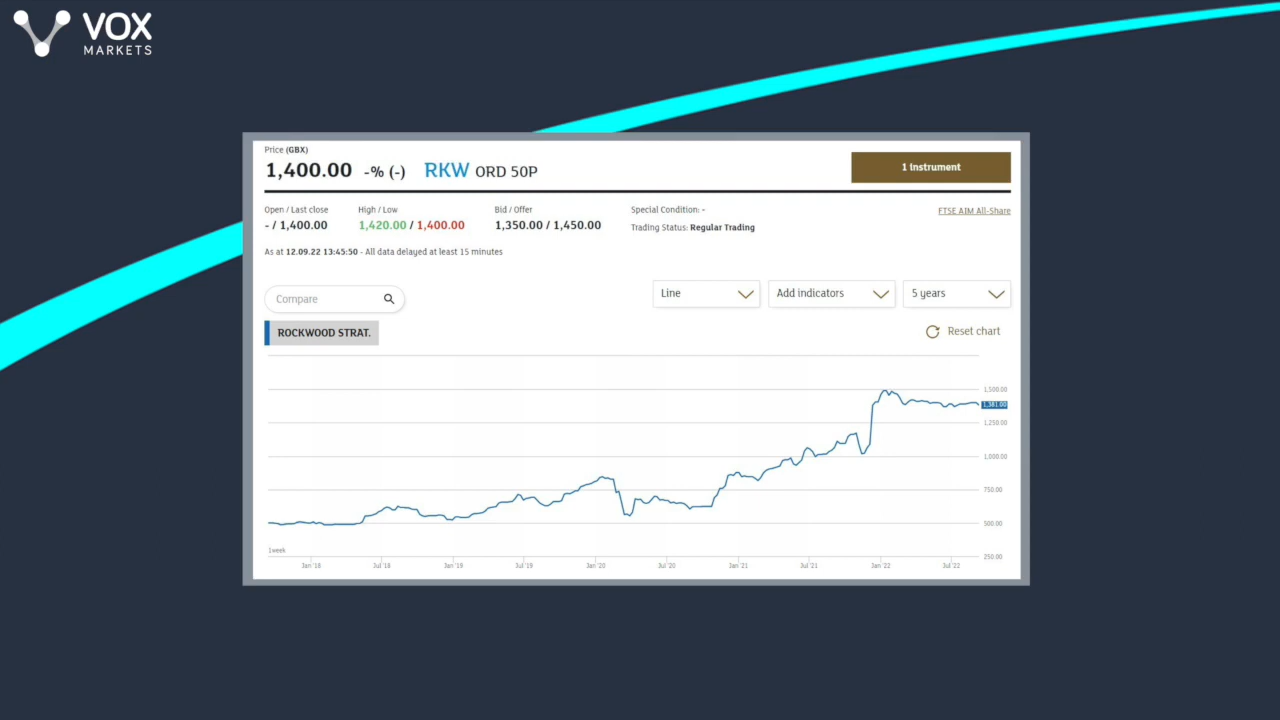 VOX
MARKETS
Price (GBX)
1,400.00 -% (-) RKW ORD 50P
1 Instrument
Open / Last close High / Low Bid / Offer Special Condition: - FTSE AIM All-Share
- / 1,400.00 1,420.00 / 1,400.00 1,350.00 / 1,450.00 Trading Status: Regular Trading
As at 12.09.22 13:45:50 - All data delayed at least 15 minutes
Compare Line Add indicators 5 years
ROCKWOOD STRAT. Reset chart
1,500.00
1,381.00
1,250.00
1,000.00
750.00
500.00
1week
250.00
Jan '18 Jul '18 Jan '19 Jul '19 Jan '20 Jul '20 Jan '21 Jul '21 Jan '22 Jul '22